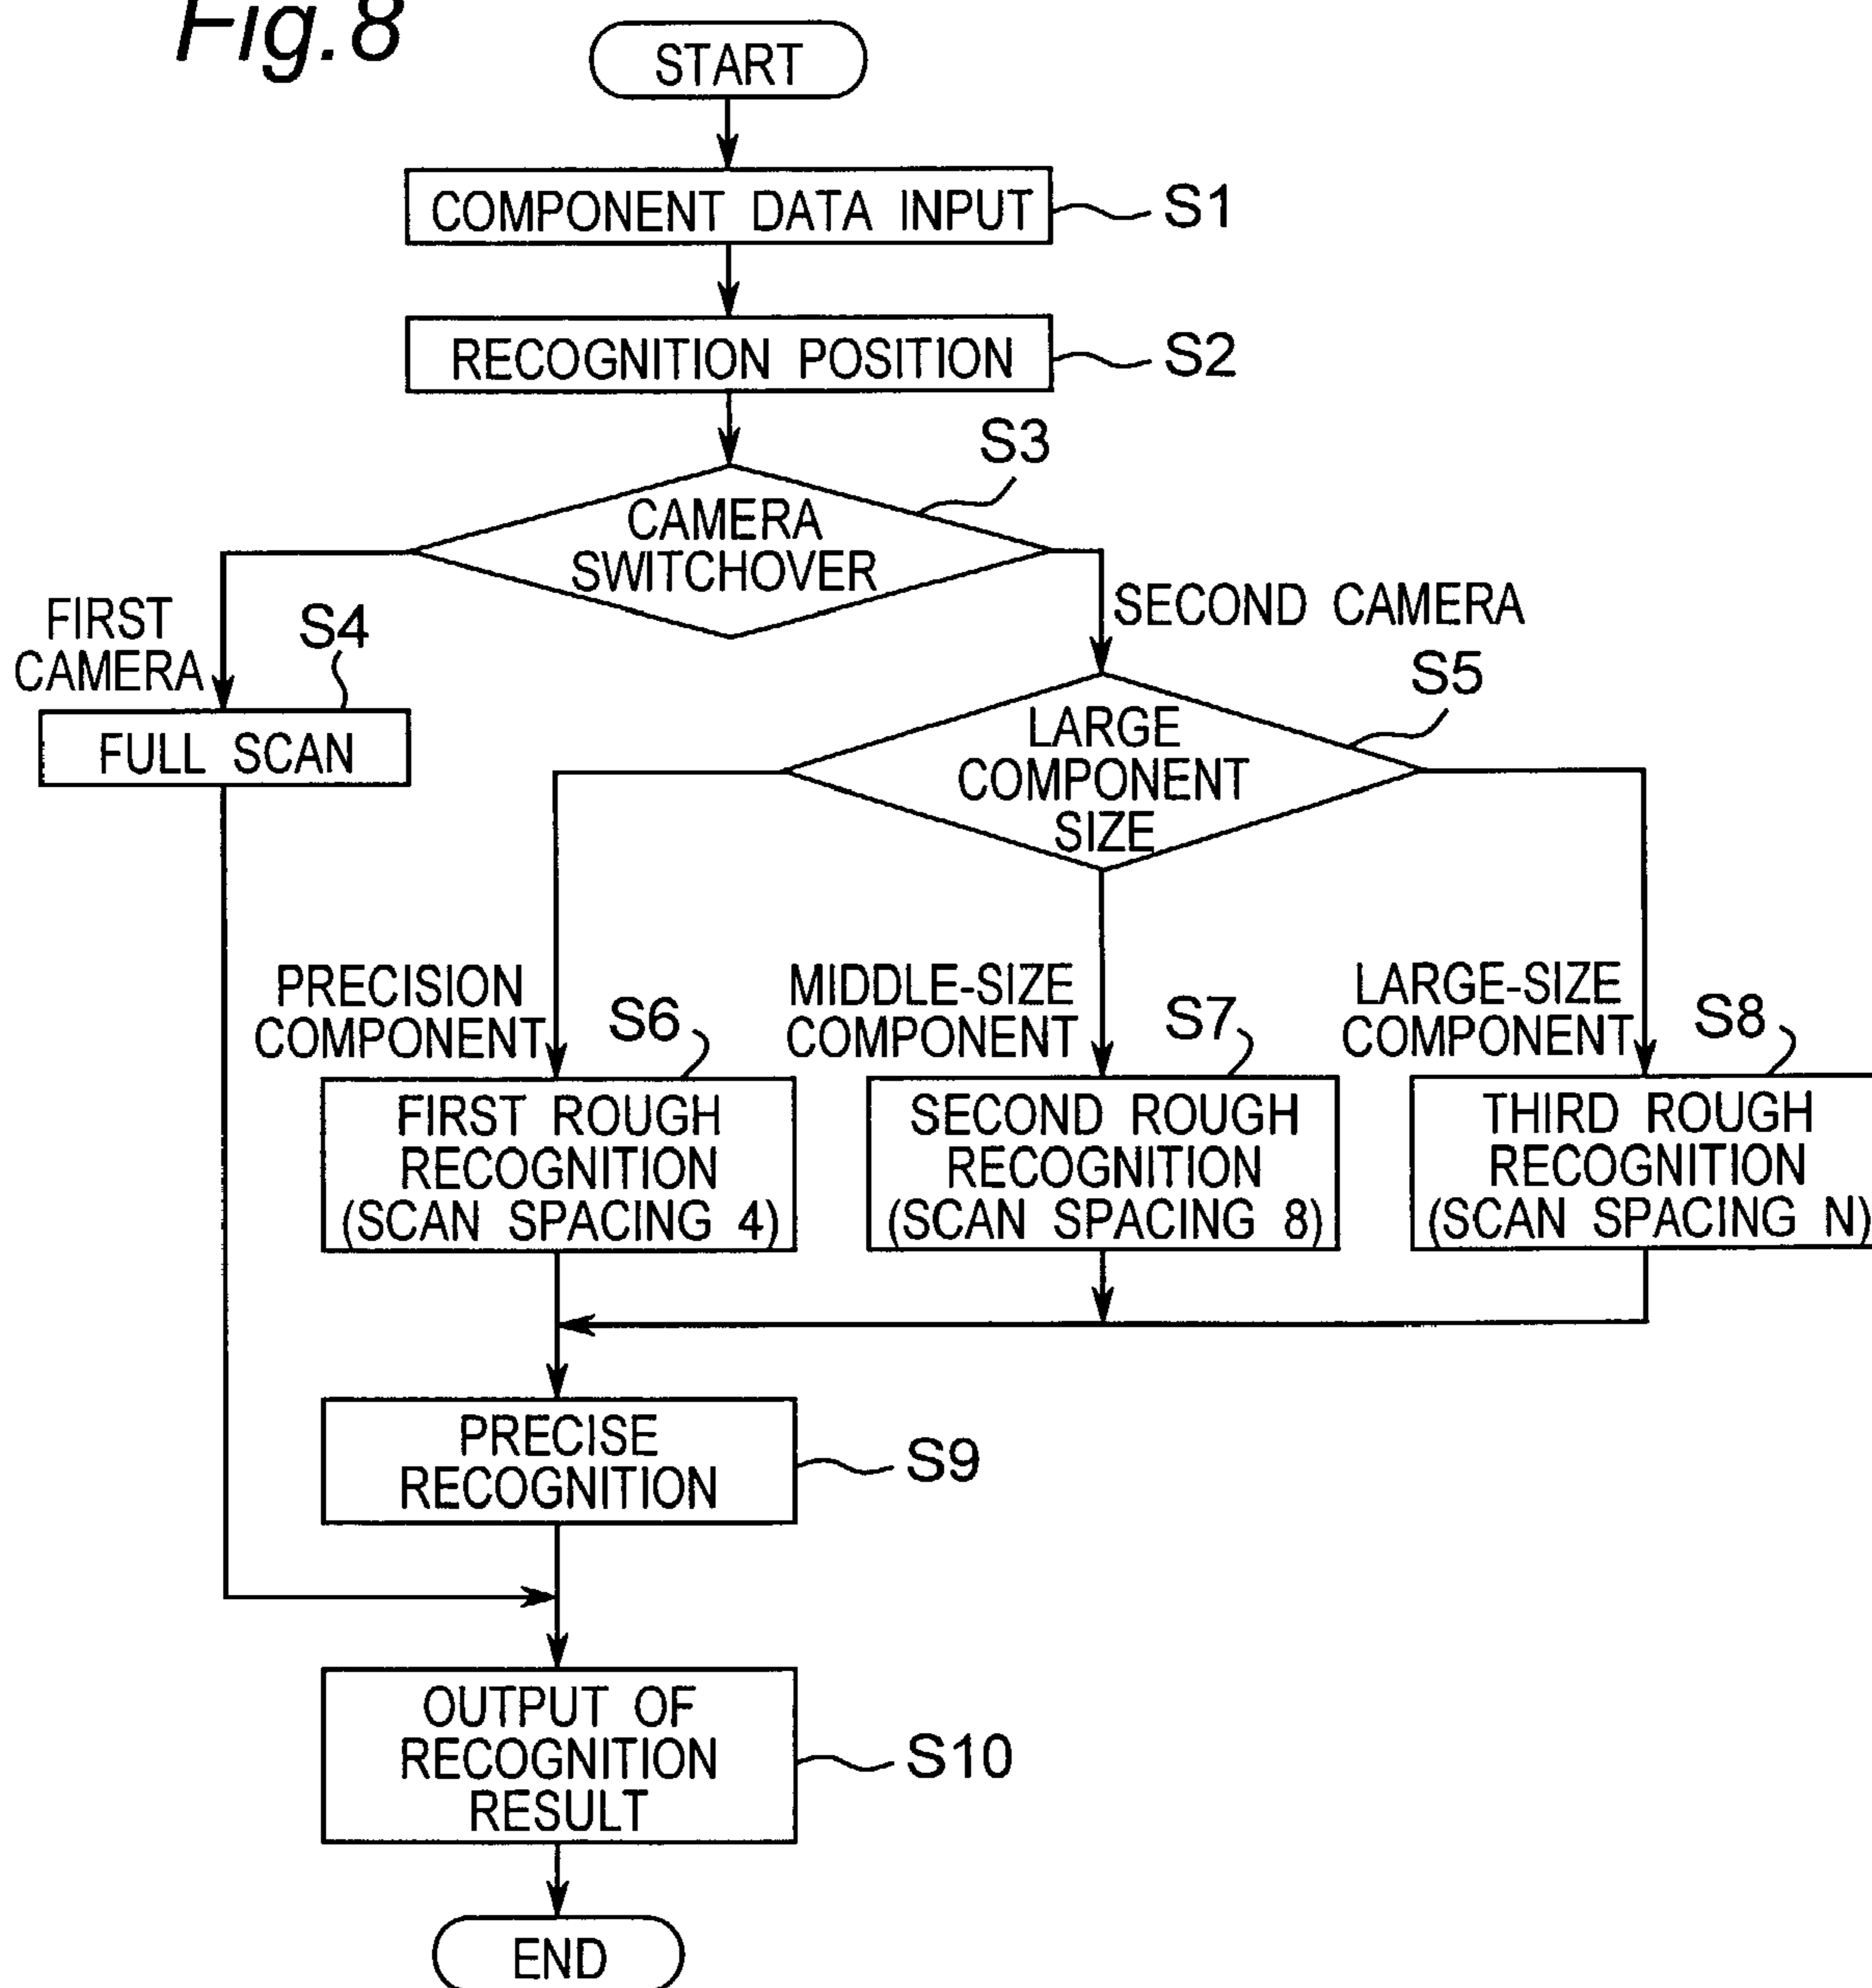 Fig.8
START
COMPONENT DATA INPUT
S1
RECOGNITION POSITION
S2
S3
CAMERA
SWITCHOVER
FIRST
CAMERA
S4
SECOND CAMERA
FULL SCAN
S5
LARGE
COMPONENT
SIZE
PRECISION
COMPONENT
S6
MIDDLE-SIZE
COMPONENT
S7
LARGE-SIZE
COMPONENT
S8
FIRST ROUGH
RECOGNITION
(SCAN SPACING 4)
SECOND ROUGH
RECOGNITION
(SCAN SPACING 8)
THIRD ROUGH
RECOGNITION
(SCAN SPACING N)
PRECISE
RECOGNITION
S9
OUTPUT OF
RECOGNITION
RESULT
S10
END